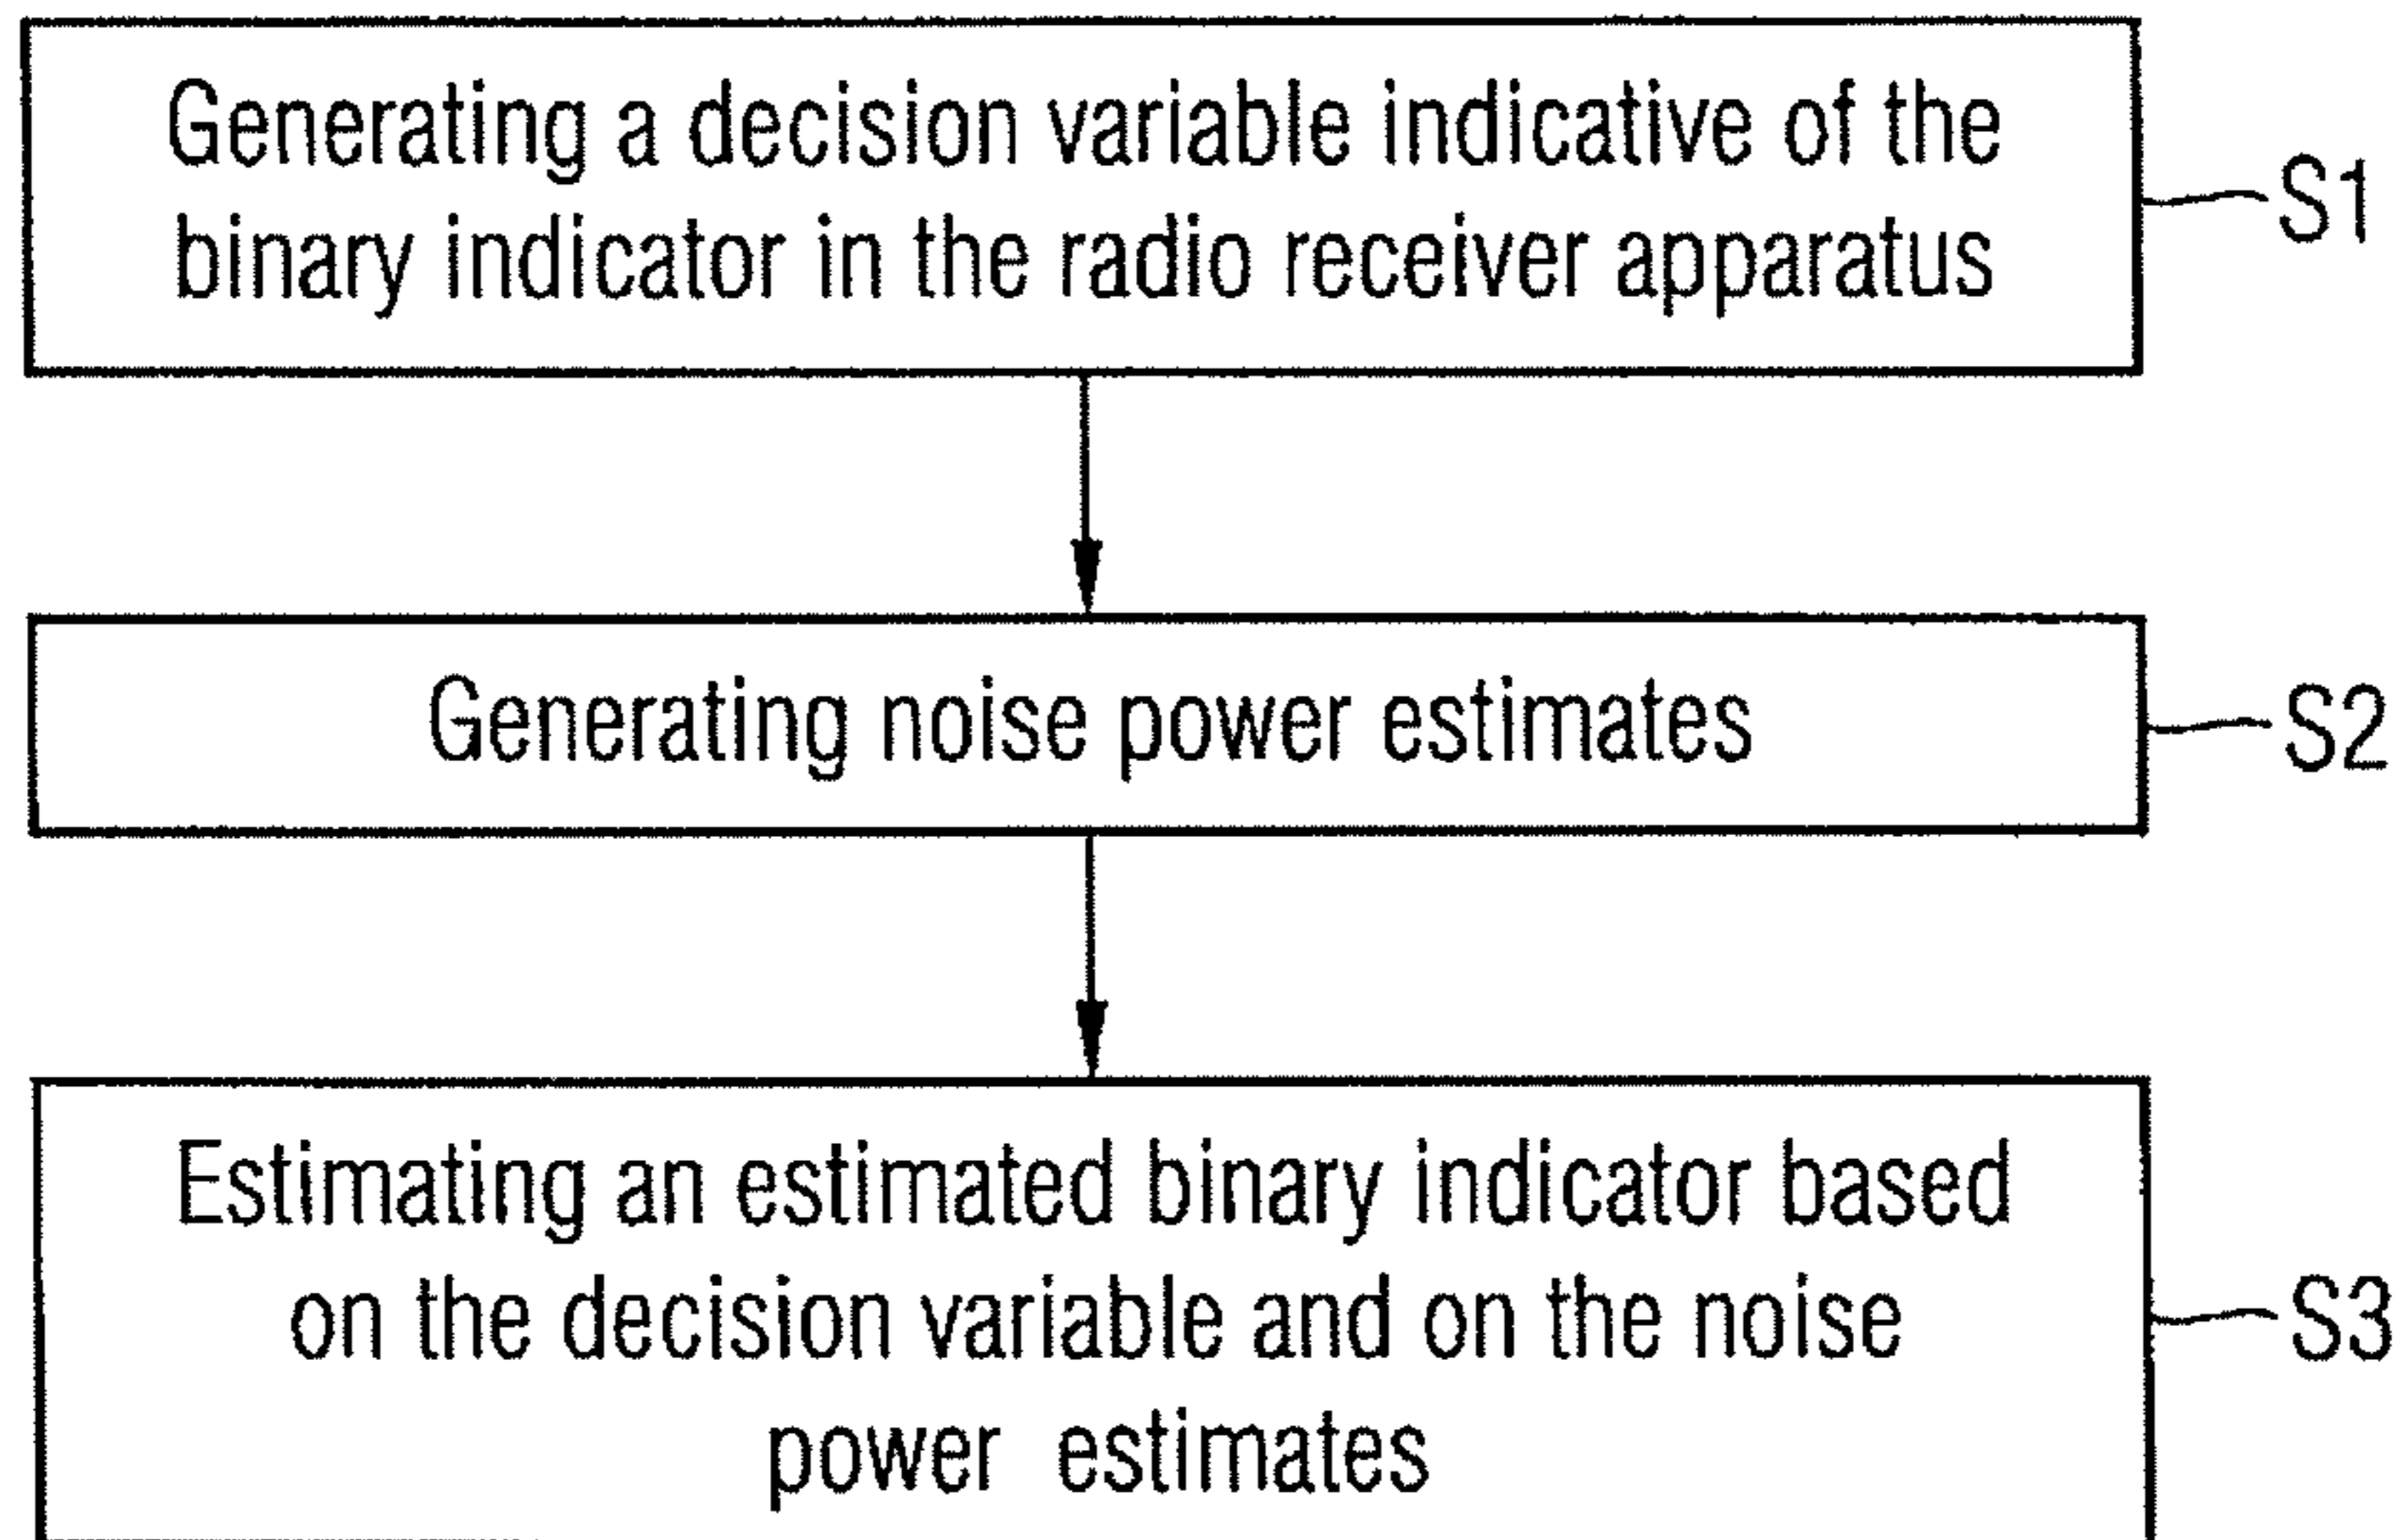 Generating a decision variable indicative of the
binary indicator in the radio receiver apparatus
S1
Generating noise power estimates
S2
Estimating an estimated binary indicator based
on the decision variable and on the noise
power estimates
S3